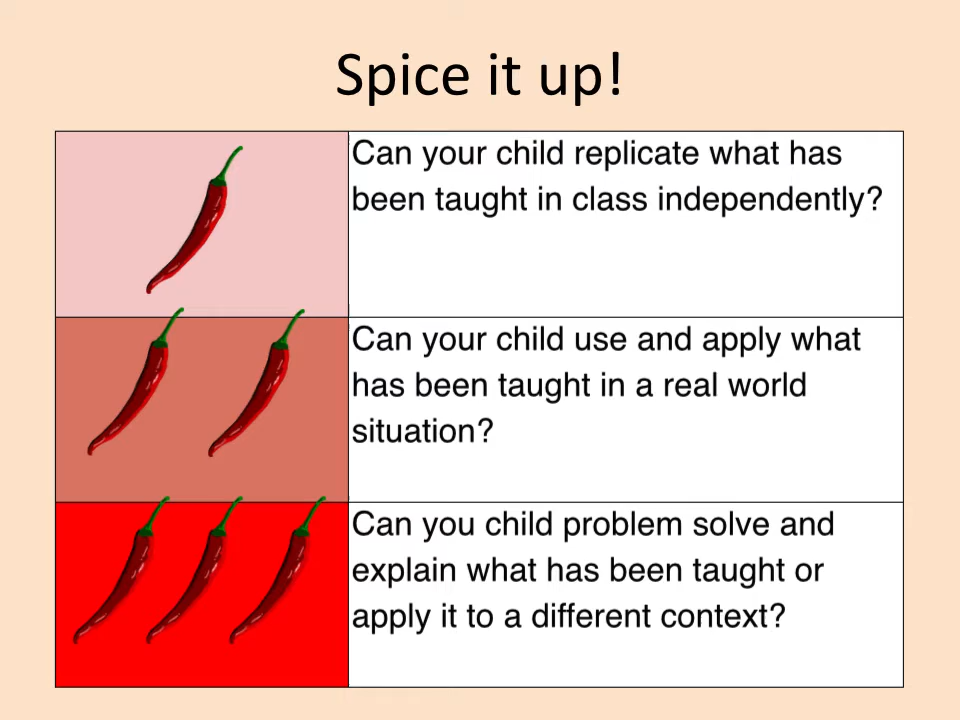 Spice it up!
Can your child replicate what has
been taught in class independently?
Can your child use and apply what
has been taught in a real world
situation?
Can you child problem solve and
explain what has been taught or
apply it to a different context?